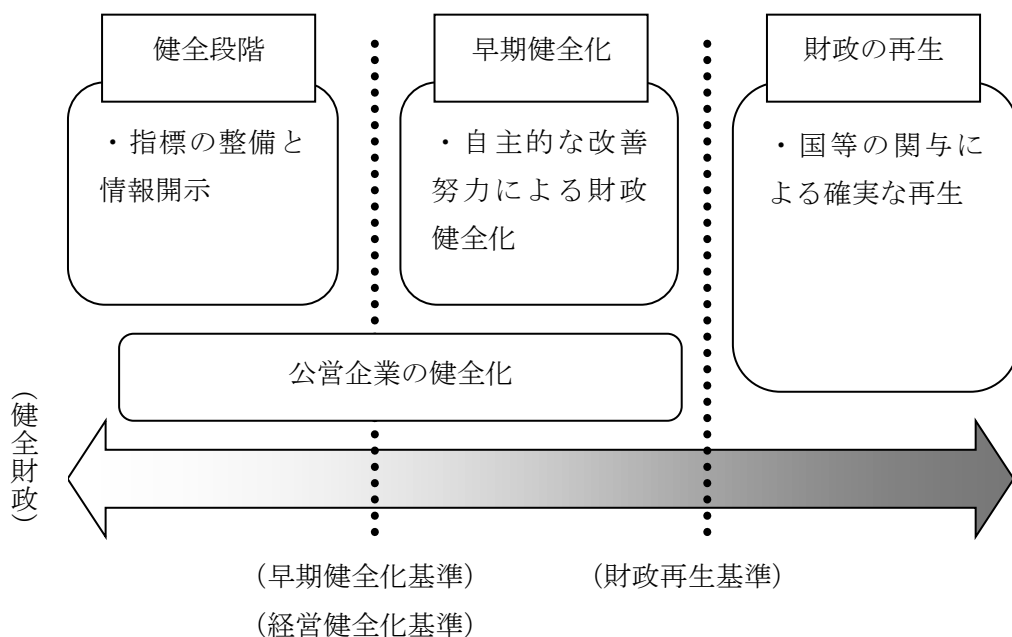 健全段階
・指標の整備と
情報開示
早期健全化
・自主的な改善
努力による財政
健全化
財政の再生
・国等の関与に
よる確実な再生
公営企業の健全化
（健全財政）
（早期健全化基準）
（経営健全化基準）
（財政再生基準）